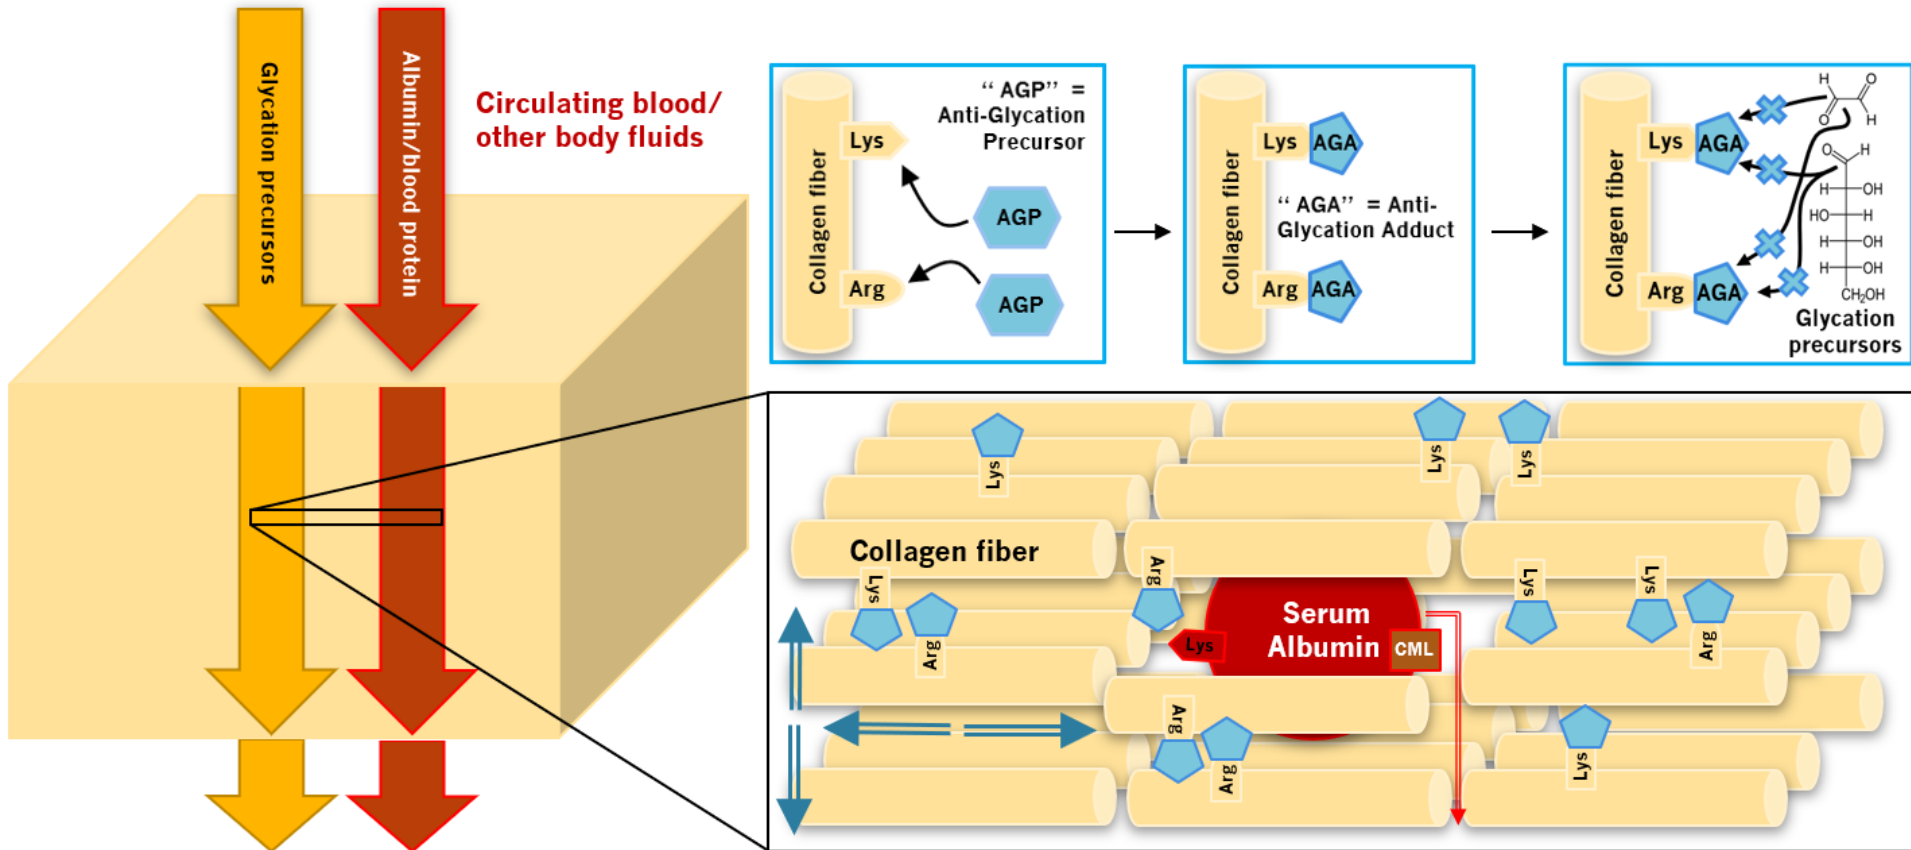 Glycation precursors
Albumin/blood protein
Circulating blood/
other body fluids
Collagen fiber
Lys
Arg
“ AGP” =
Anti-Glycation
Precursor
AGP
AGP
Collagen fiber
Lys
AGA
“ AGA” = Anti-
Glycation Adduct
Arg
AGA
Collagen fiber
Lys
AGA
Arg
AGA
H
O
O
H
O
H
H
OH
HO
H
H
OH
H
OH
CH₂OH
Glycation
precursors
Lys
Lys
Lys
Collagen fiber
Lys
Arg
Arg
Lys
Serum
Albumin
CML
Lys
Lys
Arg
Arg
Arg
Lys